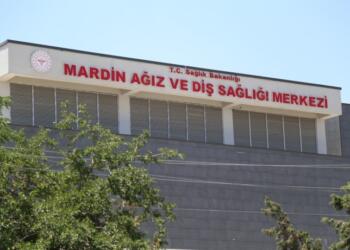 T.C. Sağlık Bakanlığı
MARDİN AĞIZ VE DİŞ SAĞLIĞI MERKEZİ